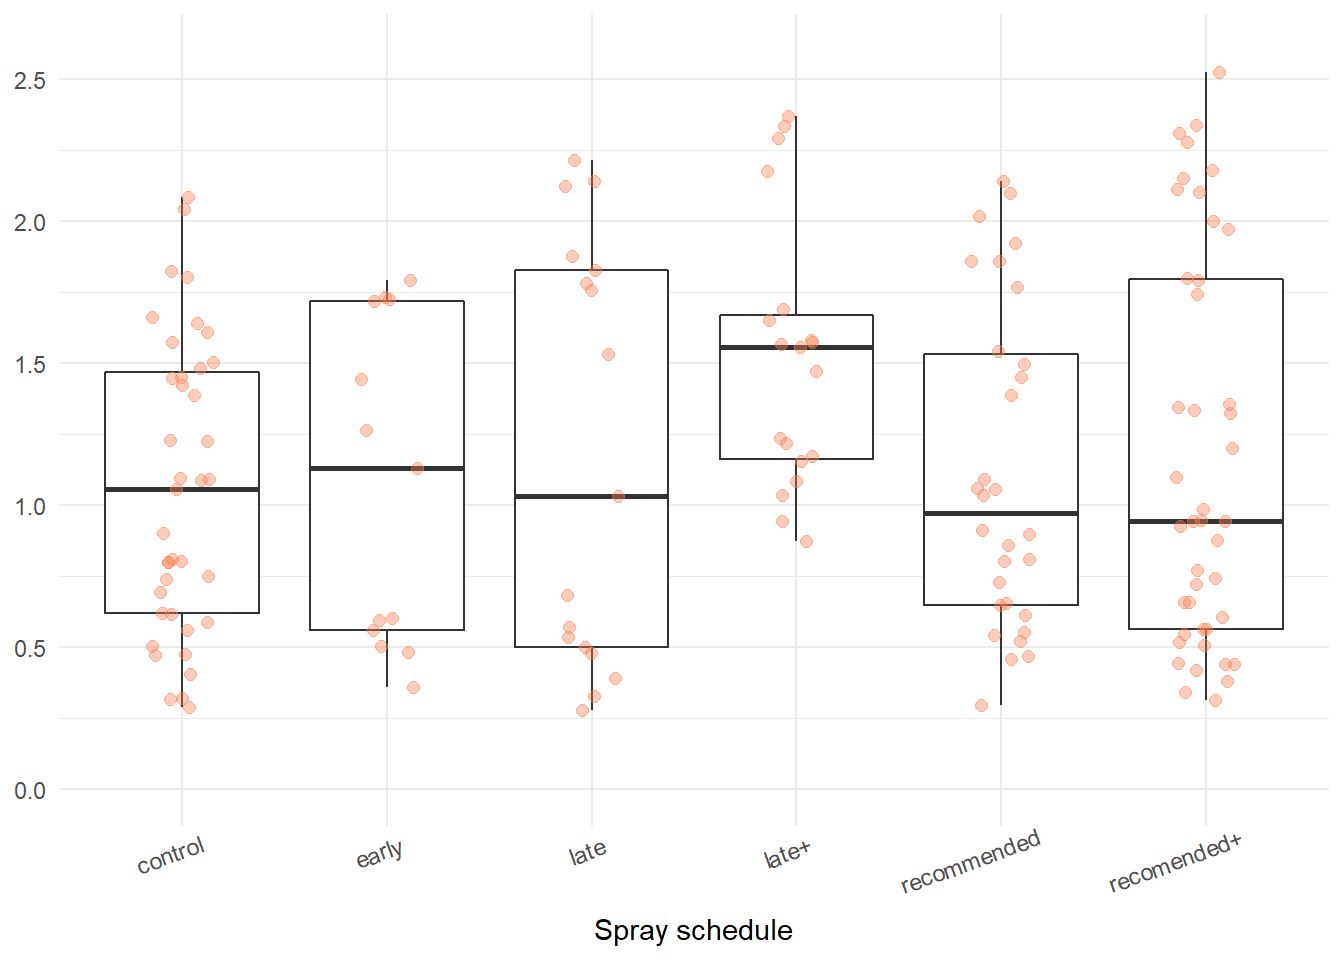 2.5
2.0
1.5
1.0
0.5
0.0
control
early
late
late+
recommended
recomended+
Spray schedule